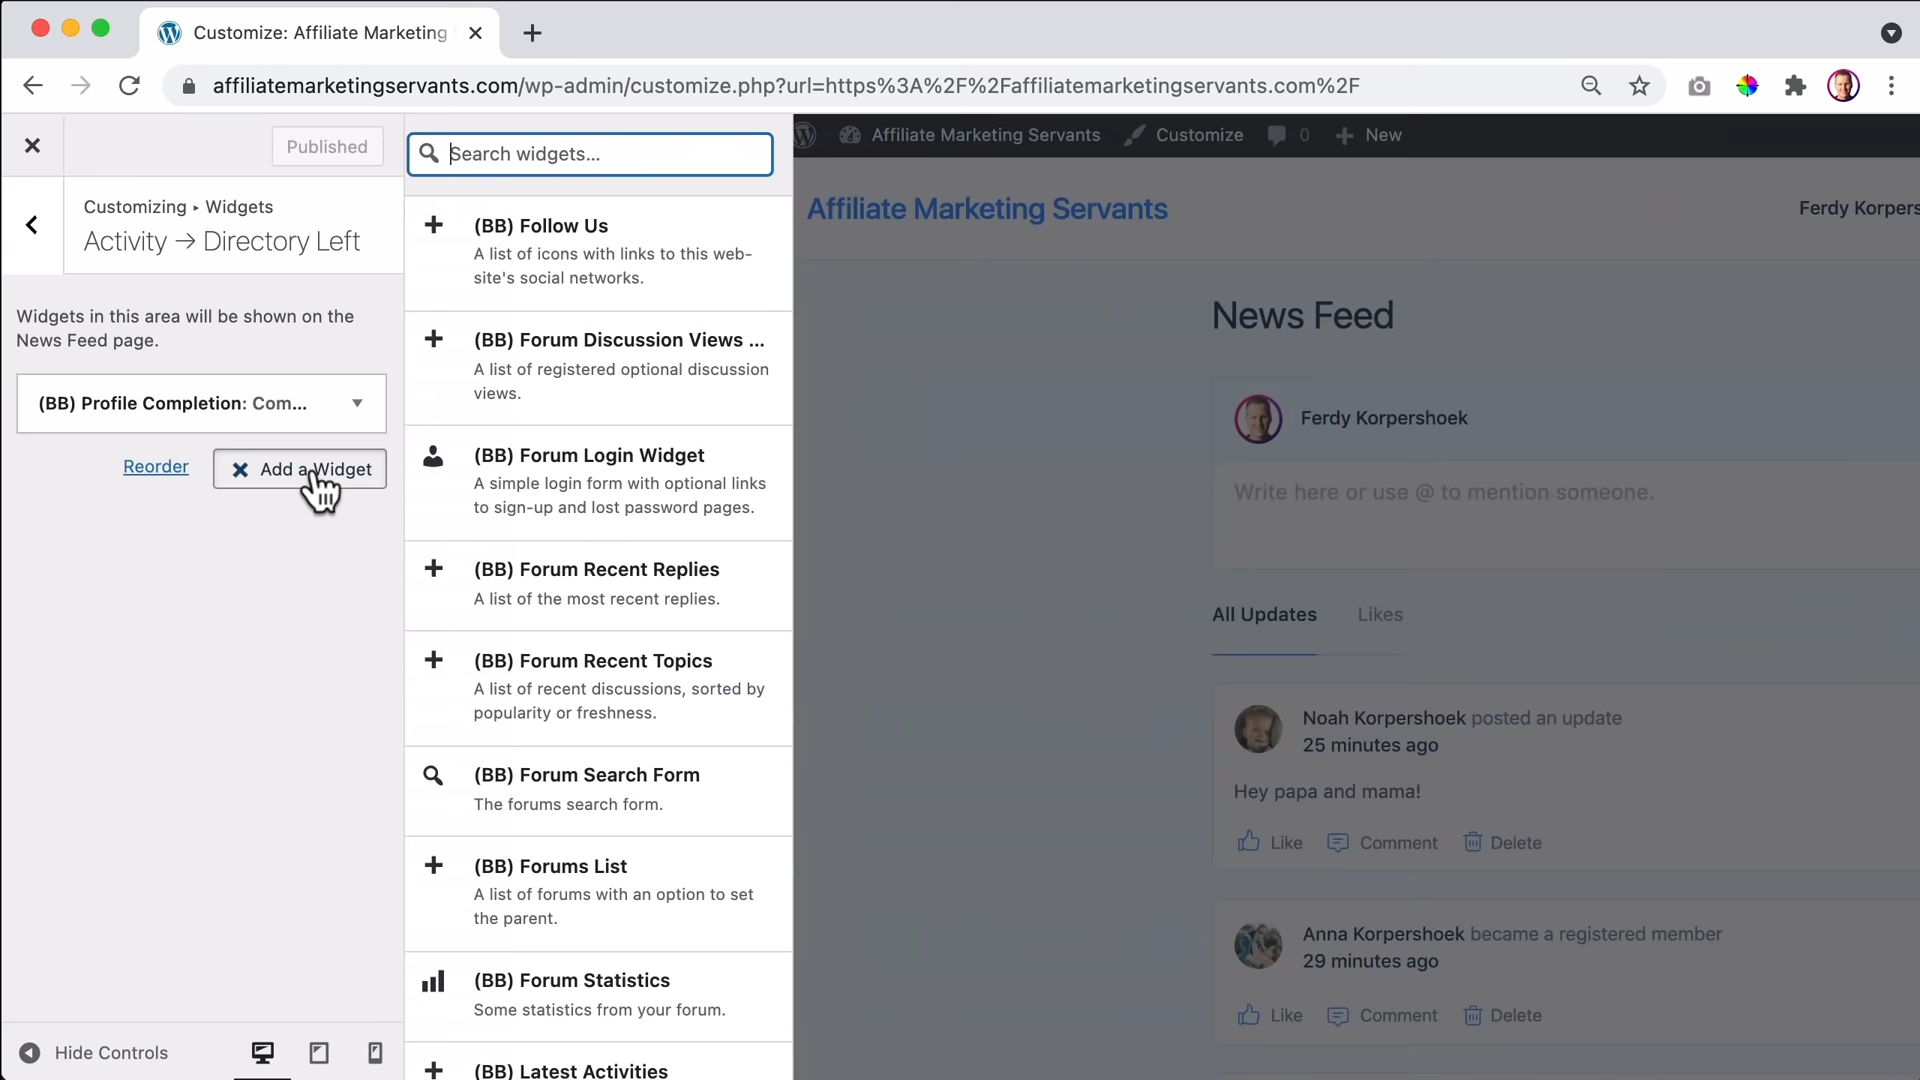 Customize: Affiliate Marketing
affiliatemarketingservants.com/wp-admin/customize.php?url=https%3A%2F%2Faffiliatemarketingservants.com%2F
Published
Customizing ▸ Widgets
Activity → Directory Left
Widgets in this area will be shown on the
News Feed page.
(BB) Profile Completion: Com...
Reorder
Add a Widget
Hide Controls
Search widgets...
(BB) Follow Us
A list of icons with links to this web-
site's social networks.
(BB) Forum Discussion Views ...
A list of registered optional discussion
views.
(BB) Forum Login Widget
A simple login form with optional links
to sign-up and lost password pages.
(BB) Forum Recent Replies
A list of the most recent replies.
(BB) Forum Recent Topics
A list of recent discussions, sorted by
popularity or freshness.
(BB) Forum Search Form
The forums search form.
(BB) Forums List
A list of forums with an option to set
the parent.
(BB) Forum Statistics
Some statistics from your forum.
(BB) Latest Activities
Affiliate Marketing Servants Customize 0 New
Affiliate Marketing Servants
Ferdy Korpers
News Feed
Ferdy Korpershoek
Write here or use @ to mention someone.
All Updates Likes
Noah Korpershoek posted an update
25 minutes ago
Hey papa and mama!
Like Comment Delete
Anna Korpershoek became a registered member
29 minutes ago
Like Comment Delete